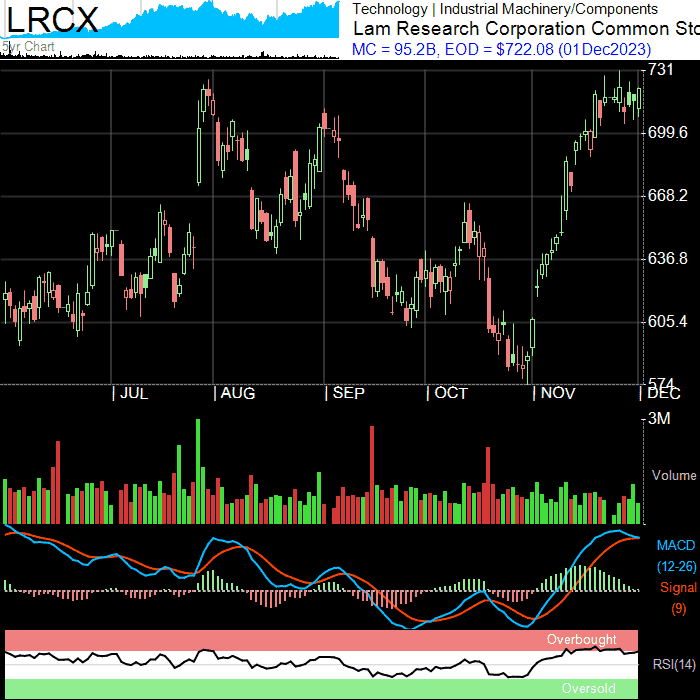 LRCX
5yr Chart
Technology | Industrial Machinery/Components
Lam Research Corporation Common Sto
MC = 95.2B, EOD = $722.08 (01Dec2023)
731
699.6
668.2
636.8
605.4
574
JUL AUG SEP OCT NOV DEC
3M
Volume
MACD
(12-26)
Signal
(9)
Overbought
RSI(14)
Oversold